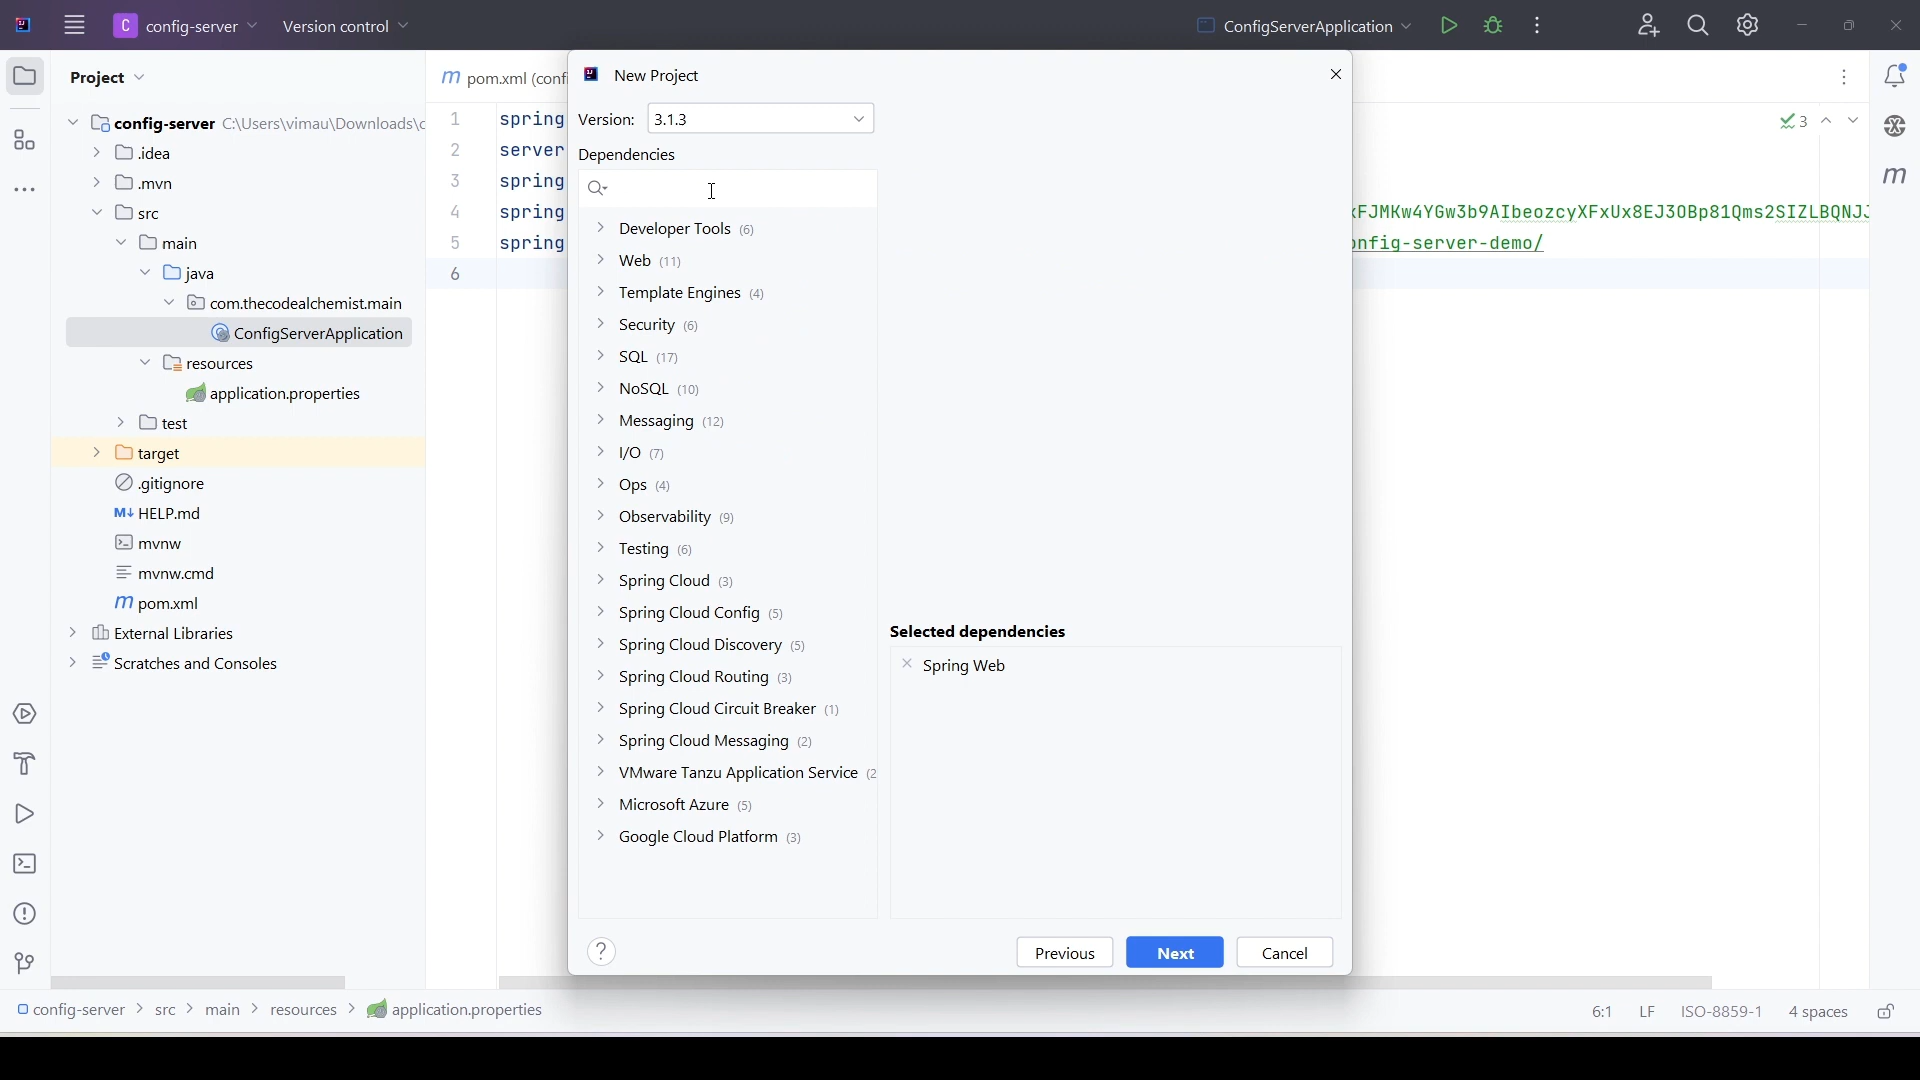 C config-server Version control ConfigServerApplication
Project
config-server C:\Users\vimau\Downloads\c
.idea
.mvn
src
main
java
com.thecodealchemist.main
ConfigServerApplication
resources
application.properties
test
target
.gitignore
M↓ HELP.md
mvnw
mvnw.cmd
m pom.xml
External Libraries
Scratches and Consoles
m pom.xml (conf
1 spring
2 server
3 spring
4 spring
5 spring
6
FJMKw4YGw3b9AIbeozcyXFxUx8EJ3OBp81Qms2SIZLBQNJJ
nfig-server-demo/
3
m
New Project
Version: 3.1.3
Dependencies
Developer Tools (6)
Web (11)
Template Engines (4)
Security (6)
SQL (17)
NoSQL (10)
Messaging (12)
I/O (7)
Ops (4)
Observability (9)
Testing (6)
Spring Cloud (3)
Spring Cloud Config (5)
Spring Cloud Discovery (5)
Spring Cloud Routing (3)
Spring Cloud Circuit Breaker (1)
Spring Cloud Messaging (2)
VMware Tanzu Application Service (2
Microsoft Azure (5)
Google Cloud Platform (3)
Selected dependencies
Spring Web
? Previous Next Cancel
config-server > src > main > resources > application.properties
6:1 LF ISO-8859-1 4 spaces